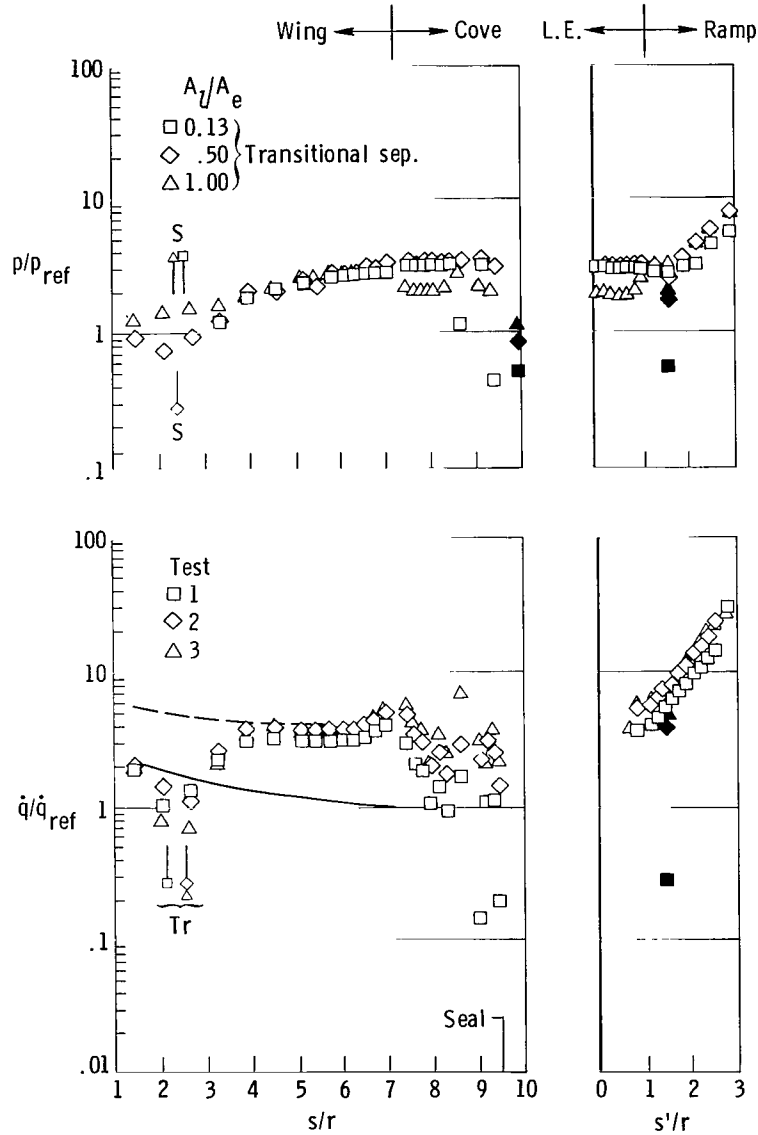 Wing Cove L.E. Ramp
100
A_l/A_e
0.13
.50 Transitional sep.
1.00
10
S
p/p_ref
1
S
.1
100
Test
1
2
3
10
q̇/q̇_ref
1
Tr
.1
Seal
.01
1 2 3 4 5 6 7 8 9 10 0 1 2 3
s/r s'/r